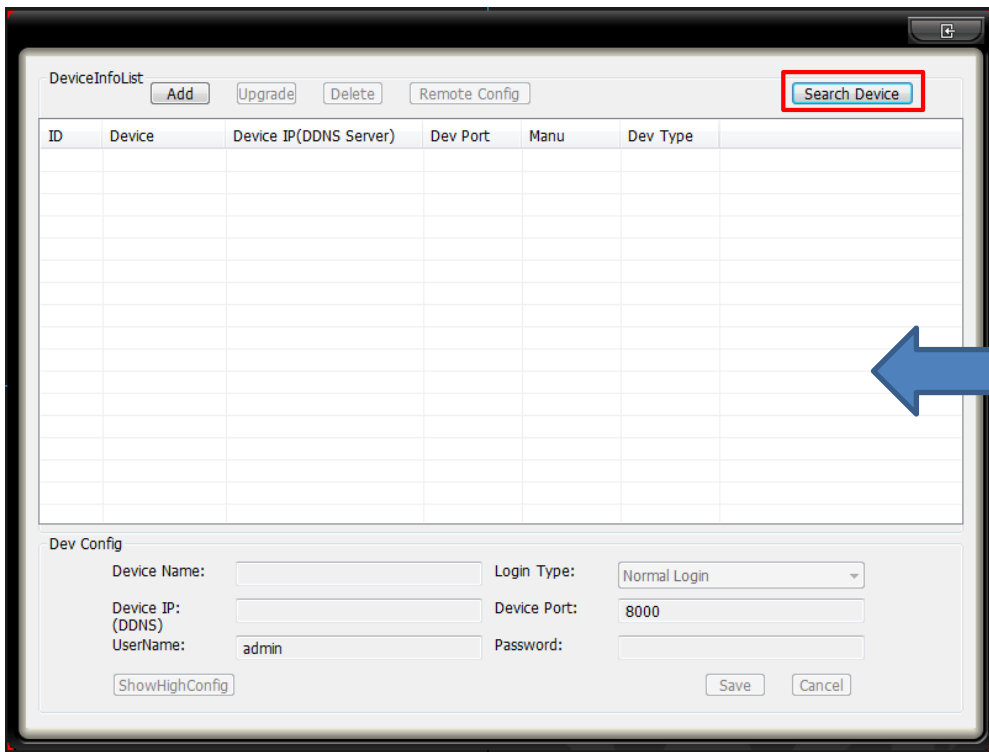 DeviceInfoList
Add Upgrade Delete Remote Config Search Device
ID Device Device IP(DDNS Server) Dev Port Manu Dev Type
Dev Config
Device Name: Login Type: Normal Login
Device IP: Device Port: 8000
(DDNS)
UserName: admin Password:
ShowHighConfig Save Cancel